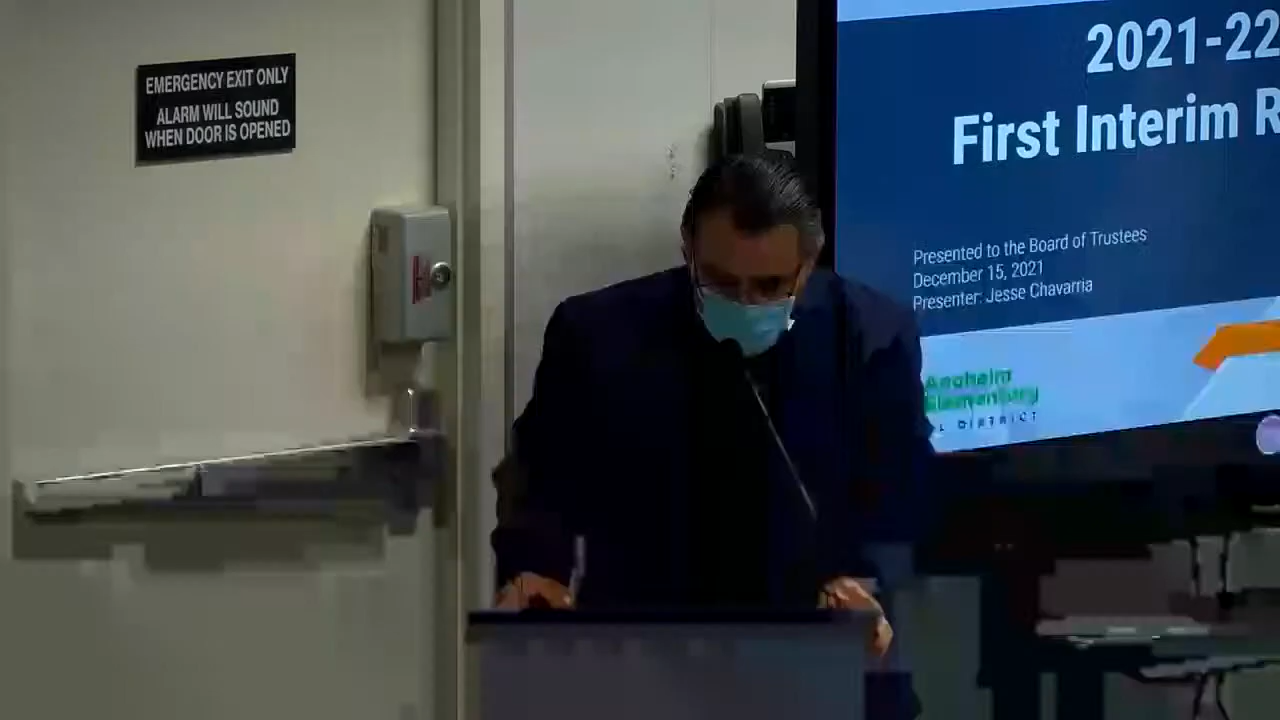 EMERGENCY EXIT ONLY
ALARM WILL SOUND
WHEN DOOR IS OPENED
2021-22
First Interim R
Presented to the Board of Trustees
December 15, 2021
Presenter: Jesse Chavarria
Anaheim
Elementary
L DISTRICT